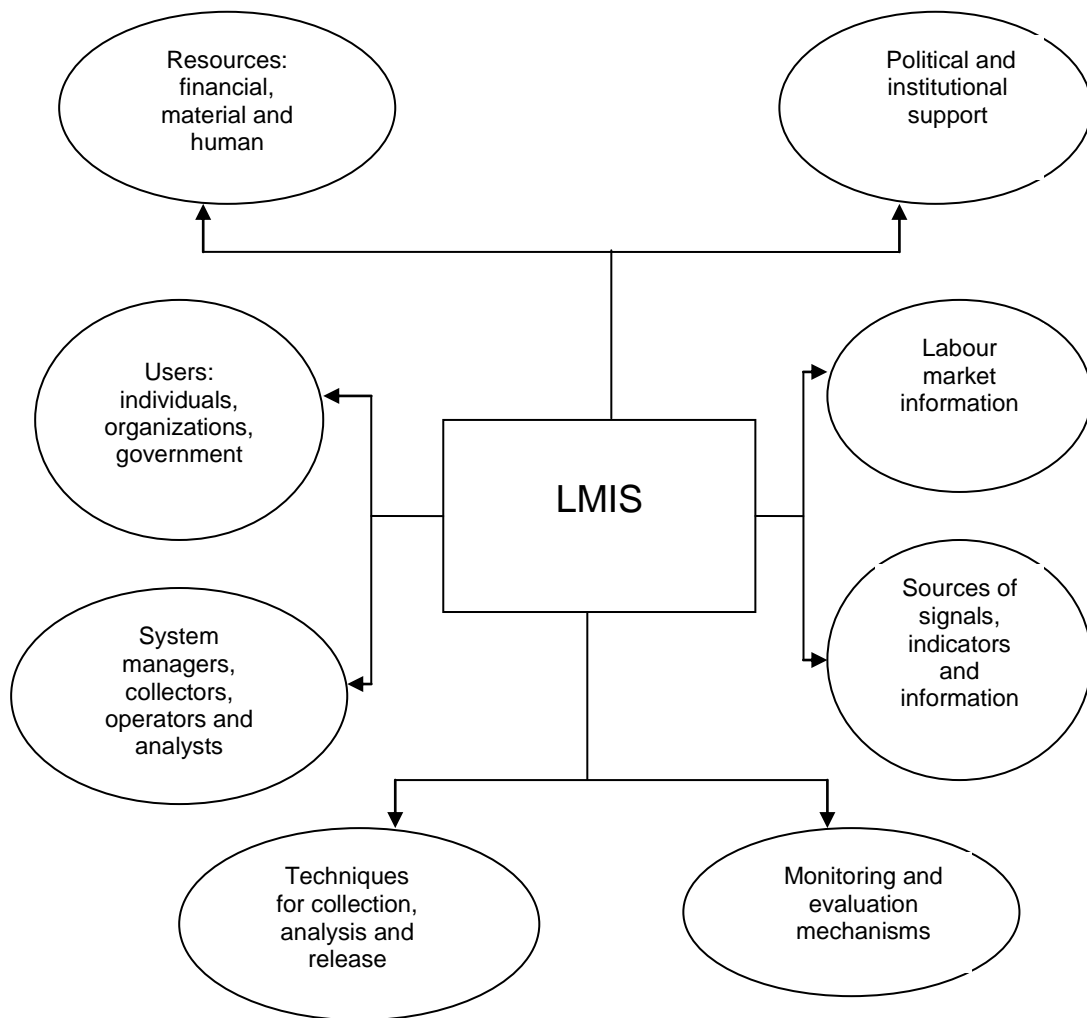 Resources:
financial,
material and
human
Political and
institutional
support
Users:
individuals,
organizations,
government
LMIS
Labour
market
information
System
managers,
collectors,
operators and
analysts
Sources of
signals,
indicators
and
information
Techniques
for collection,
analysis and
release
Monitoring and
evaluation
mechanisms